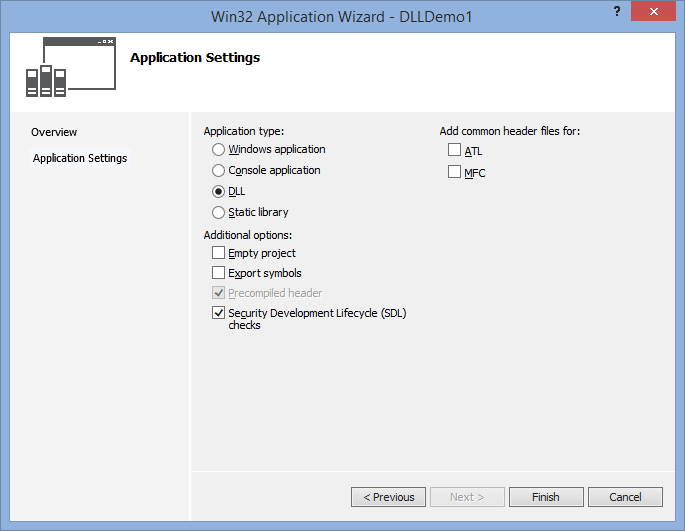 Win32 Application Wizard - DLLDemo1
?
Application Settings
Overview
Application Settings
Application type:
Windows application
Console application
DLL
Static library
Additional options:
Empty project
Export symbols
Precompiled header
Security Development Lifecycle (SDL)
checks
Add common header files for:
ATL
MFC
< Previous
Next >
Finish
Cancel